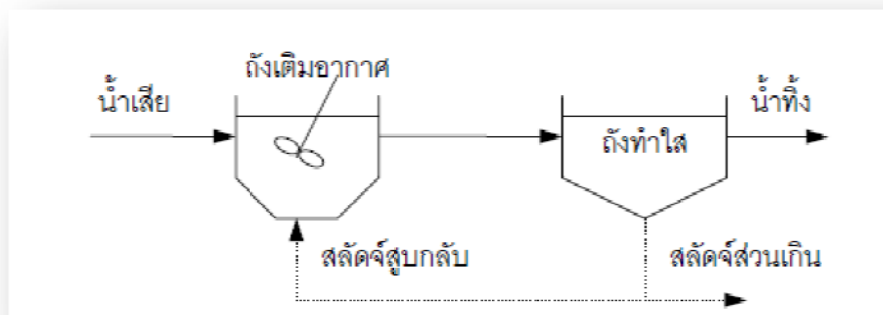 ถังเติมอากาศ
น้ำเสีย
น้ำทิ้ง
ถังทำใส
สลัดจ์สูบกลับ
สลัดจ์ส่วนเกิน